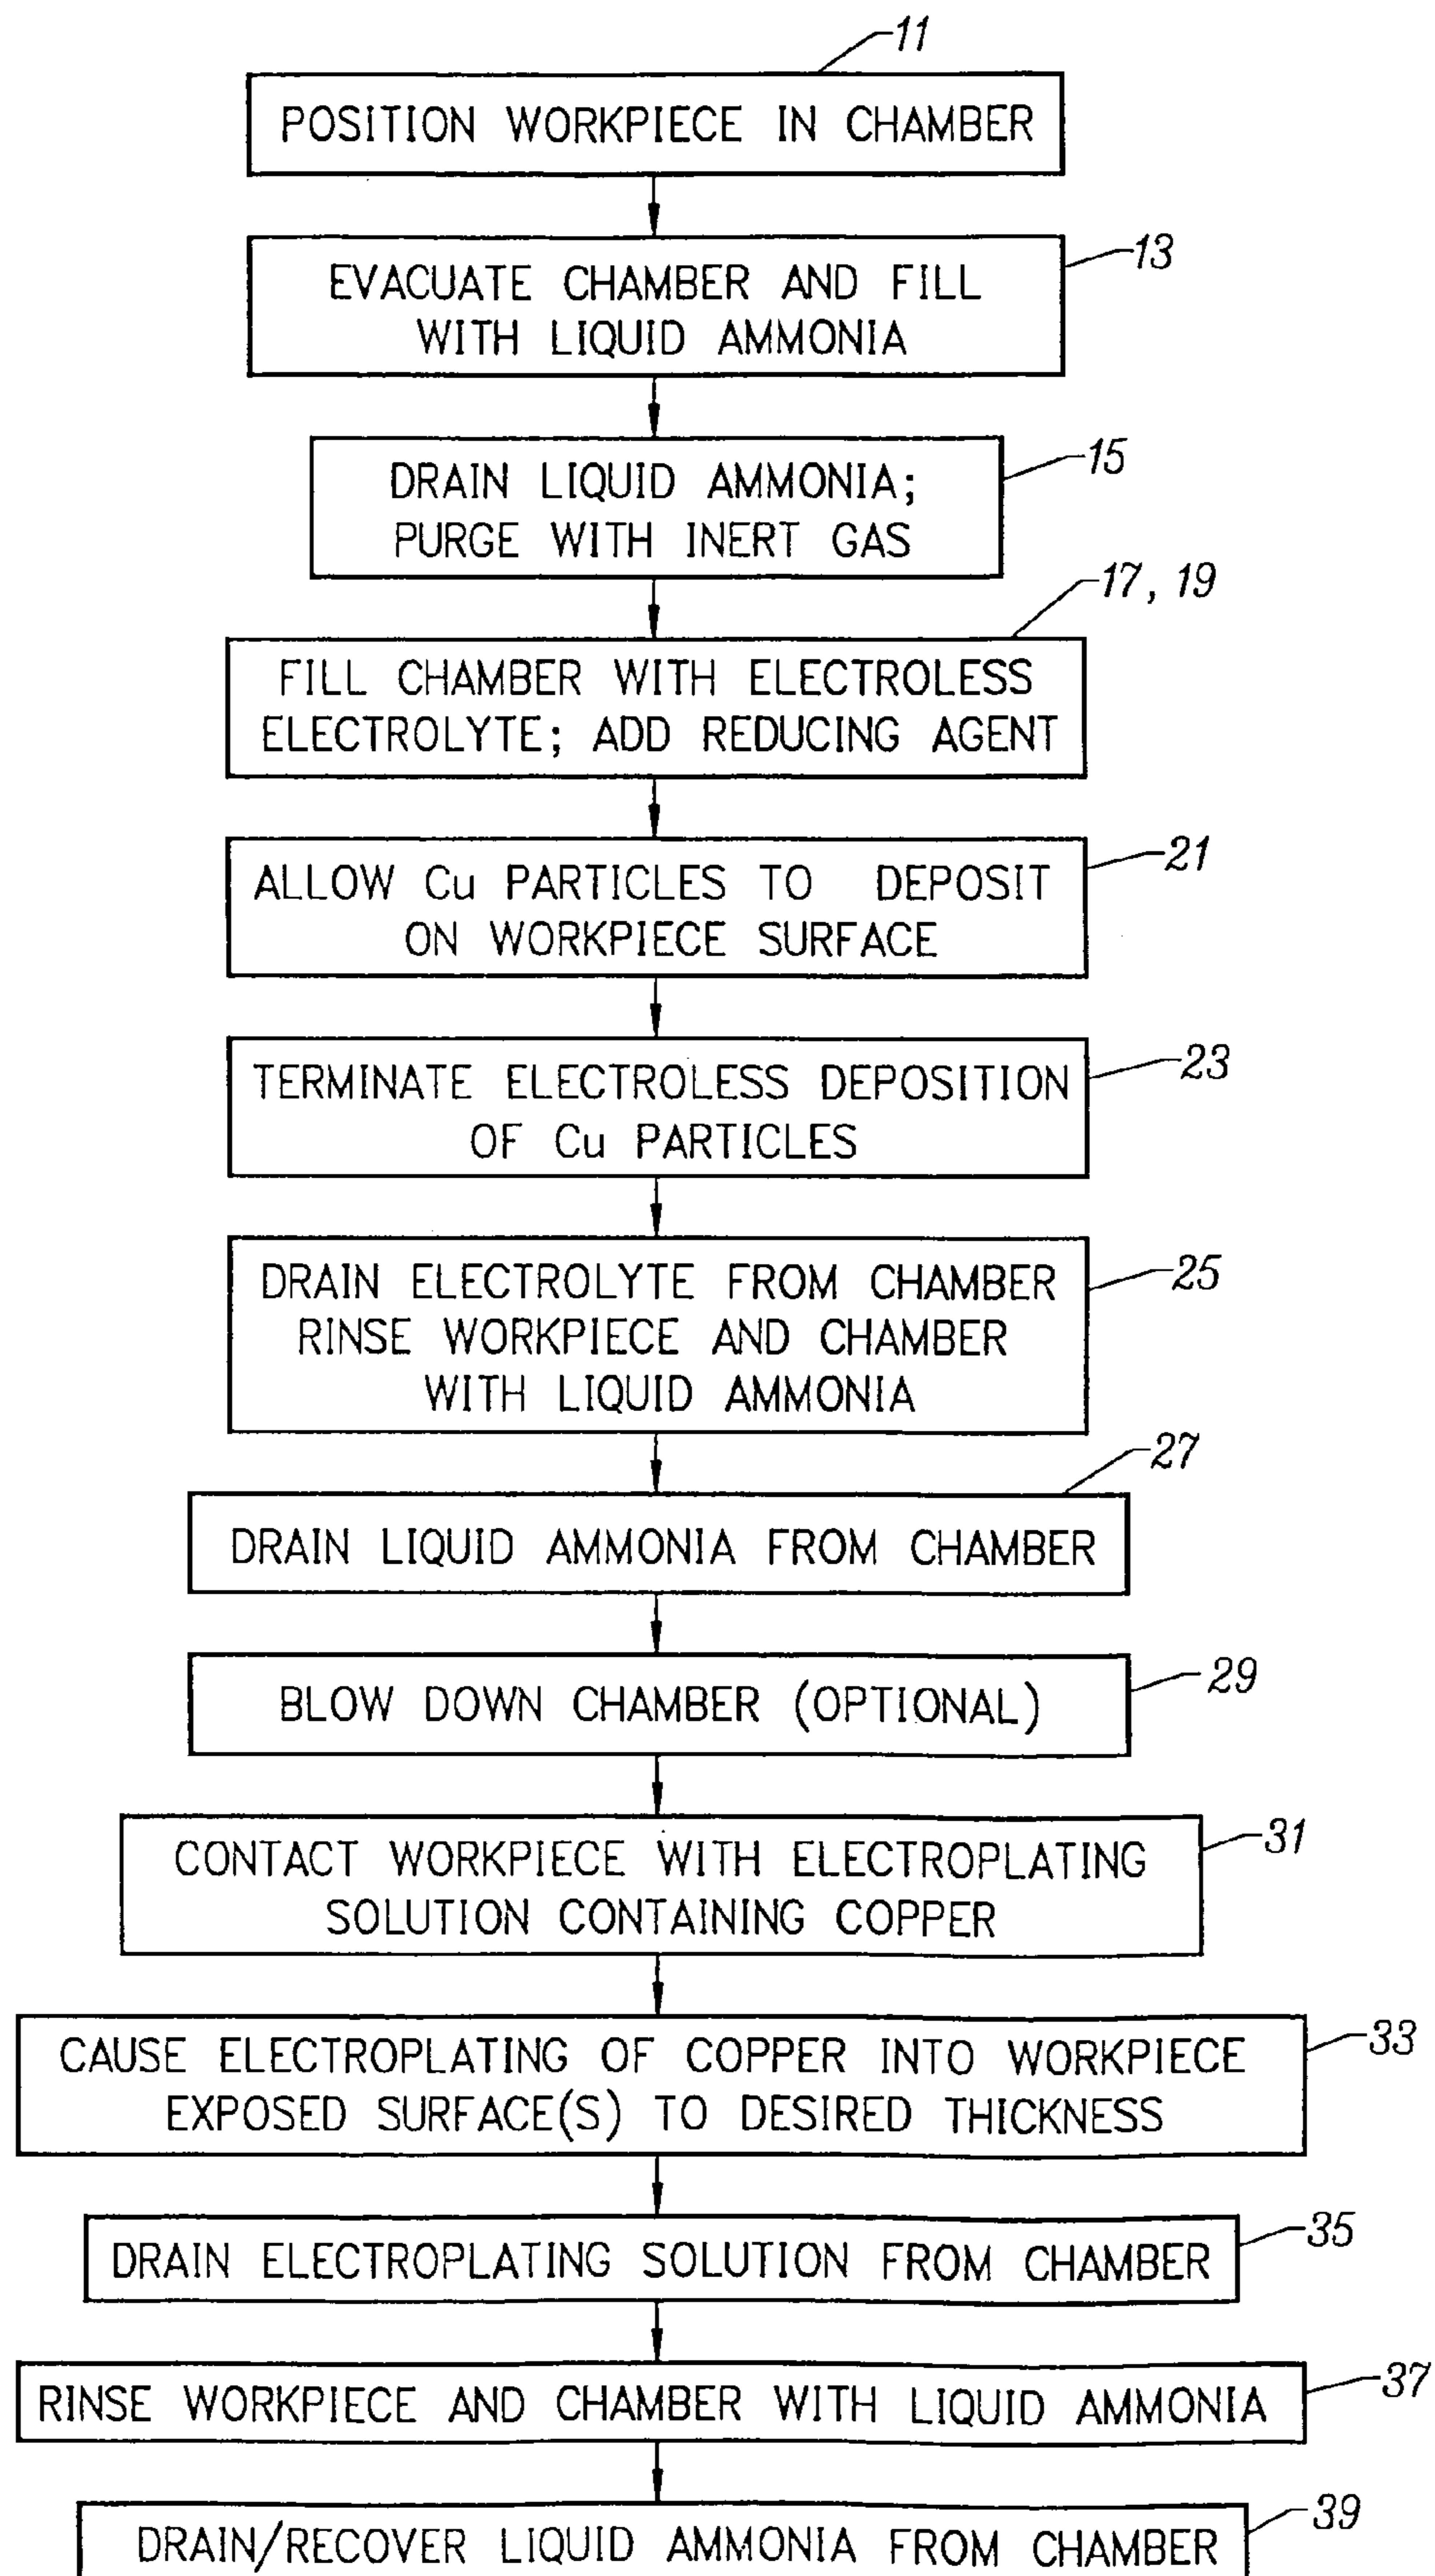 11
POSITION WORKPIECE IN CHAMBER
13
EVACUATE CHAMBER AND FILL
WITH LIQUID AMMONIA
15
DRAIN LIQUID AMMONIA;
PURGE WITH INERT GAS
17, 19
FILL CHAMBER WITH ELECTROLESS
ELECTROLYTE; ADD REDUCING AGENT
21
ALLOW Cu PARTICLES TO DEPOSIT
ON WORKPIECE SURFACE
23
TERMINATE ELECTROLESS DEPOSITION
OF Cu PARTICLES
25
DRAIN ELECTROLYTE FROM CHAMBER
RINSE WORKPIECE AND CHAMBER
WITH LIQUID AMMONIA
27
DRAIN LIQUID AMMONIA FROM CHAMBER
29
BLOW DOWN CHAMBER (OPTIONAL)
31
CONTACT WORKPIECE WITH ELECTROPLATING
SOLUTION CONTAINING COPPER
33
CAUSE ELECTROPLATING OF COPPER INTO WORKPIECE
EXPOSED SURFACE(S) TO DESIRED THICKNESS
35
DRAIN ELECTROPLATING SOLUTION FROM CHAMBER
37
RINSE WORKPIECE AND CHAMBER WITH LIQUID AMMONIA
39
DRAIN/RECOVER LIQUID AMMONIA FROM CHAMBER